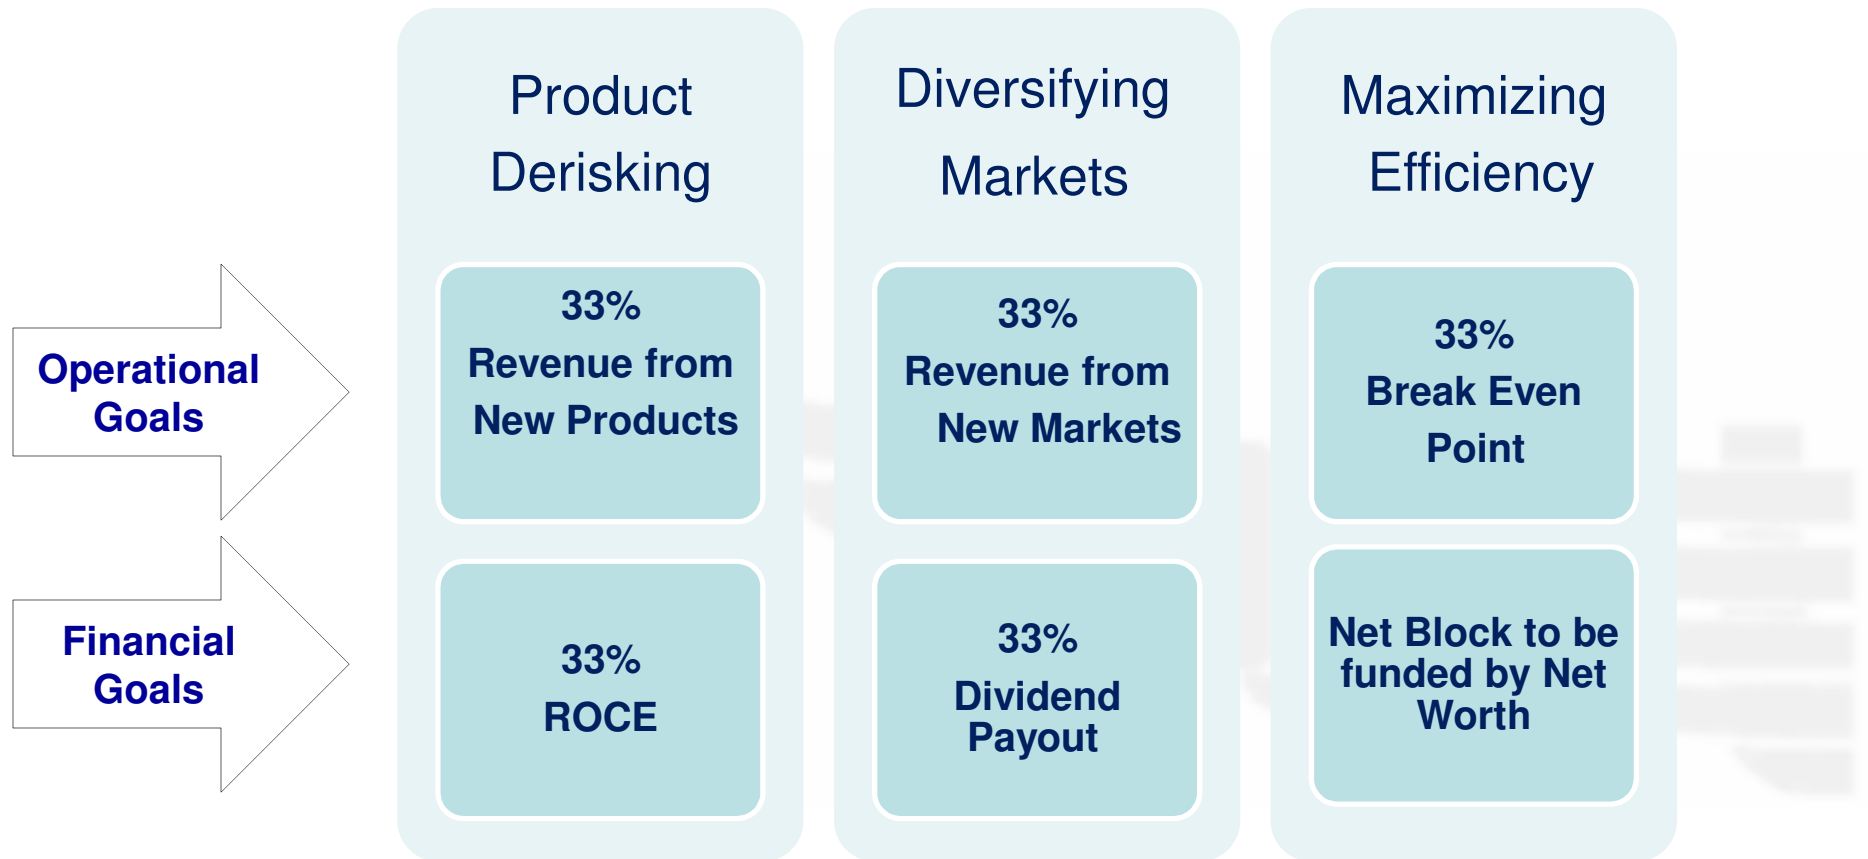 Product
Derisking
Diversifying
Markets
Maximizing
Efficiency
Operational
Goals
33%
Revenue from
New Products
33%
Revenue from
New Markets
33%
Break Even
Point
Financial
Goals
33%
ROCE
33%
Dividend
Payout
Net Block to be
funded by Net
Worth